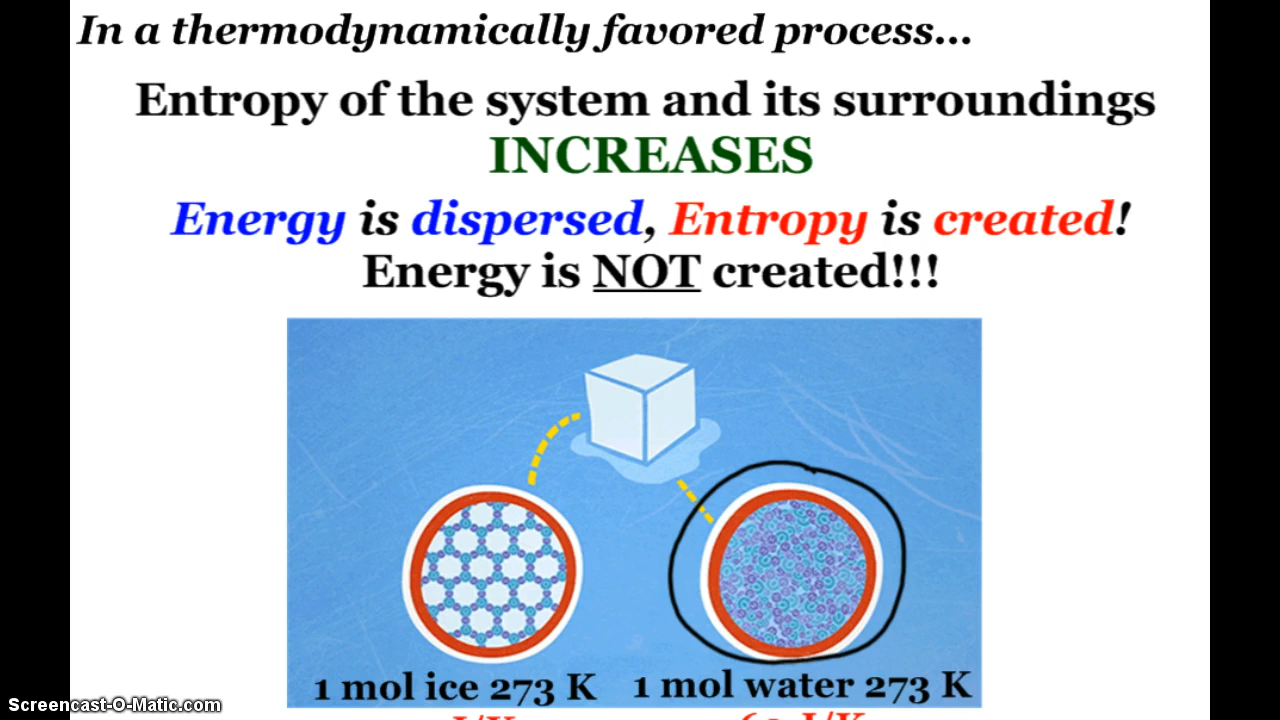 In a thermodynamically favored process...
Entropy of the system and its surroundings
INCREASES
Energy is dispersed, Entropy is created!
Energy is NOT created!!!
1 mol ice 273 K
1 mol water 273 K
Screencast-O-Matic.com